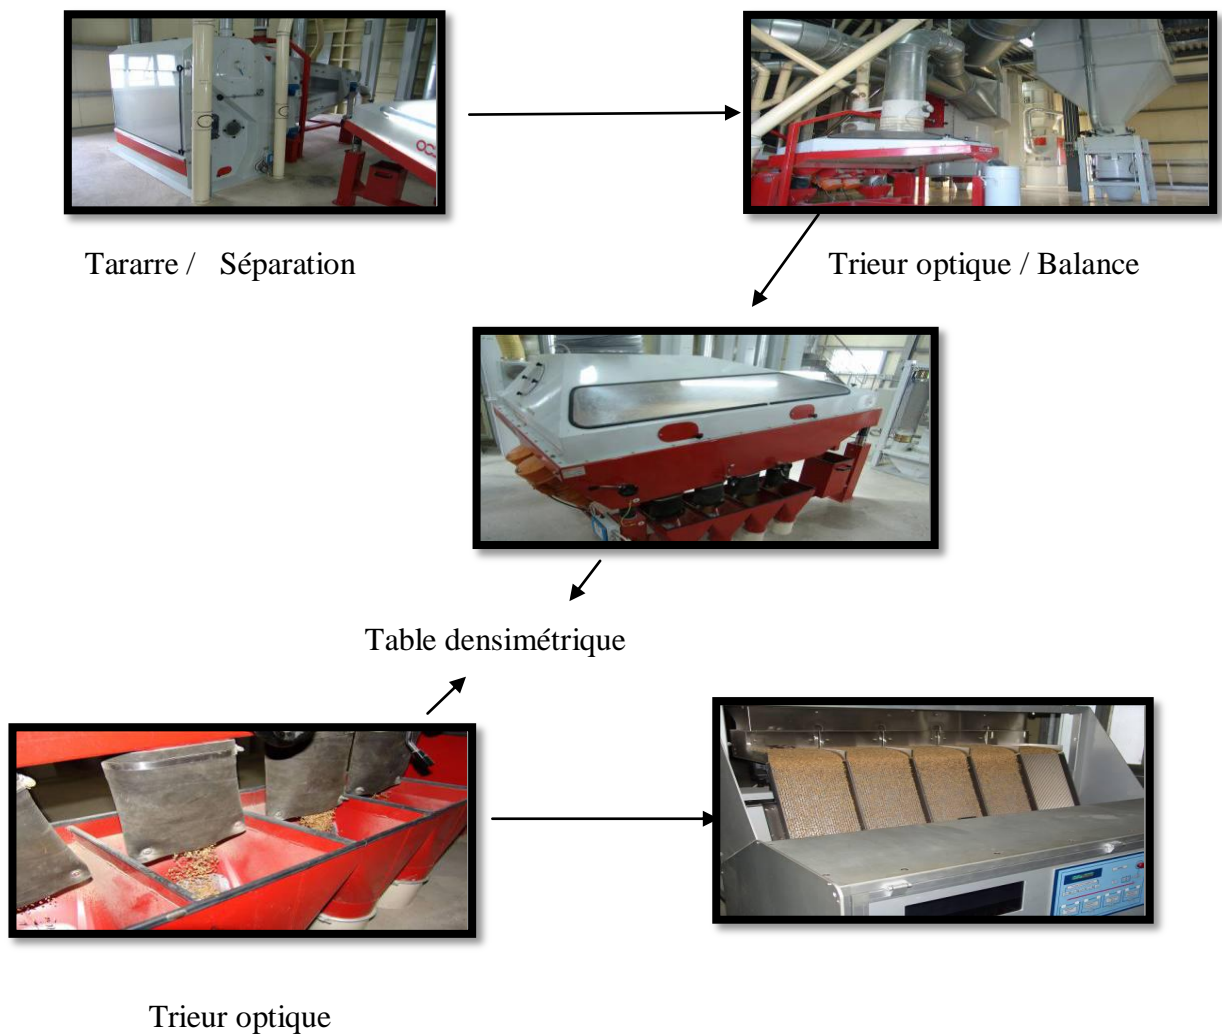 Tararre / Séparation
Trieur optique / Balance
Table densimétrique
Trieur optique